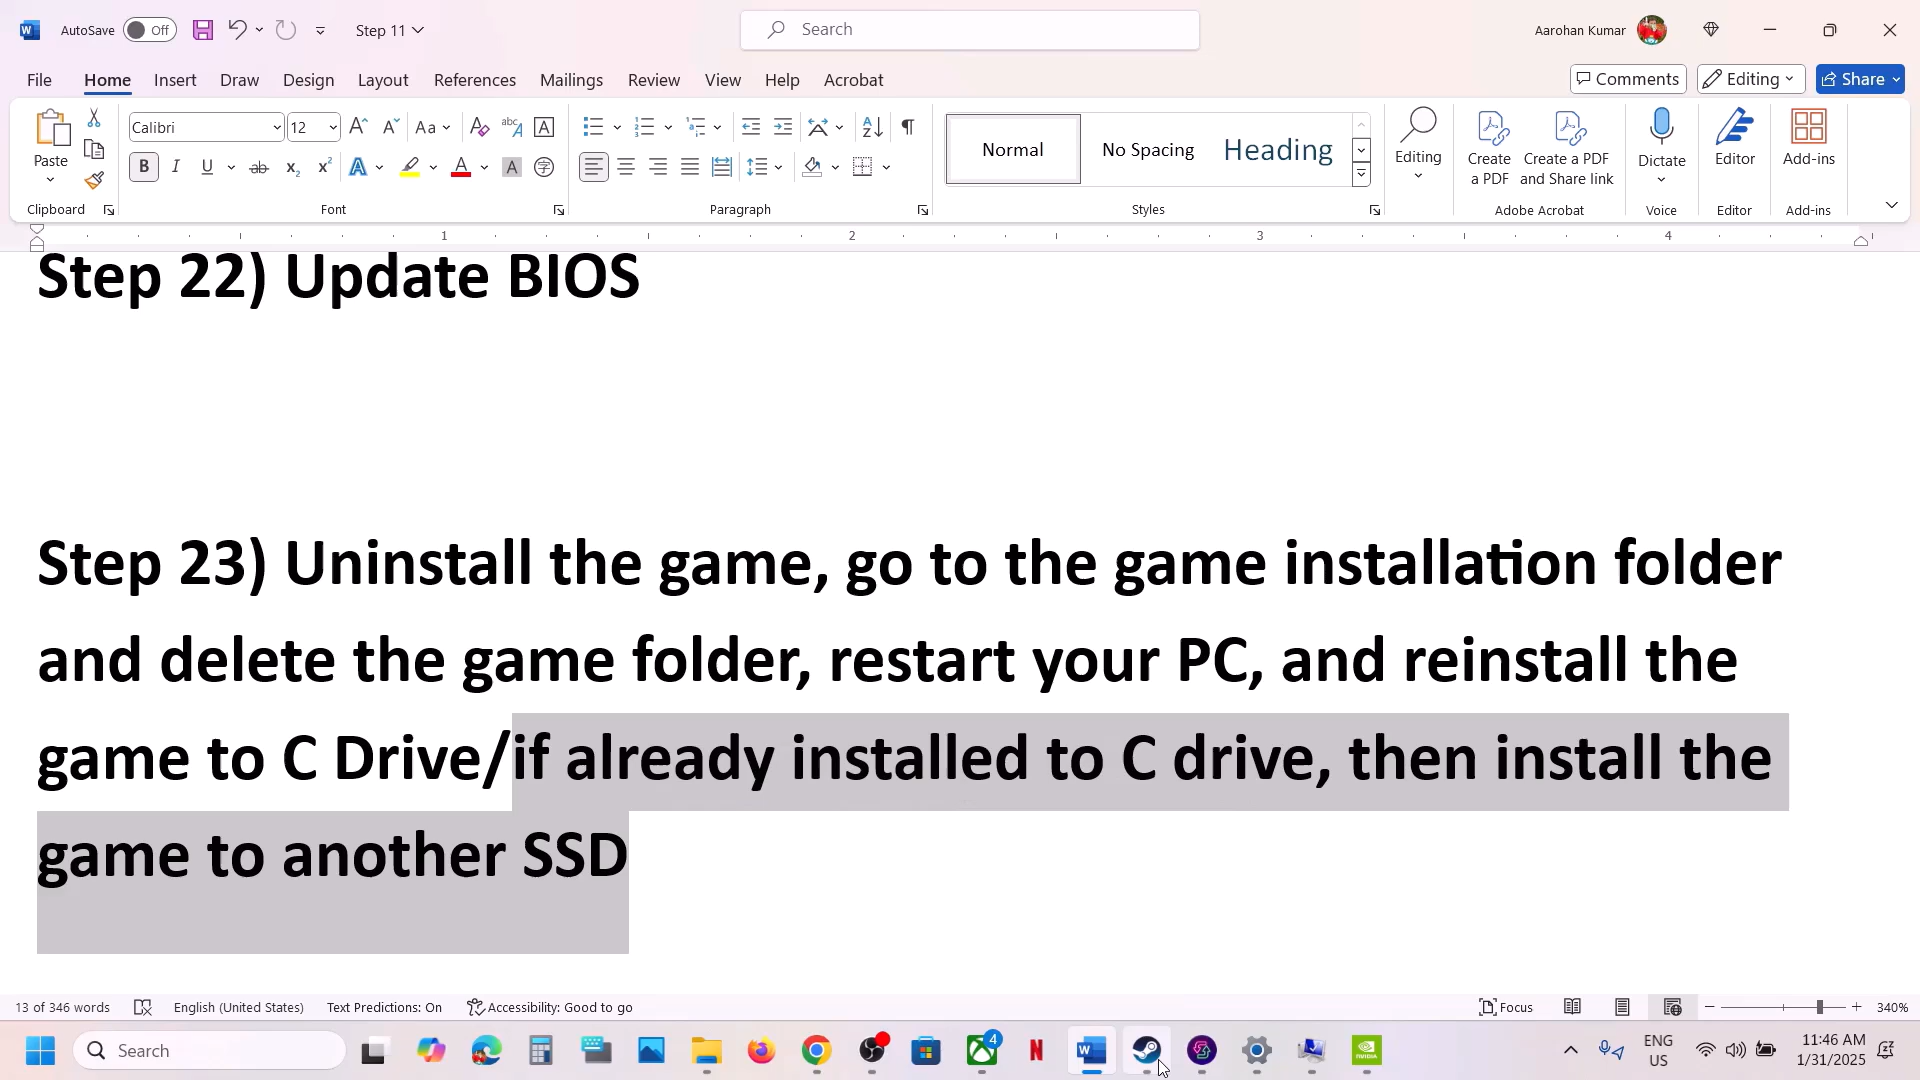 AutoSave Off Step 11 Search Aarohan Kumar
File Home Insert Draw Design Layout References Mailings Review View Help Acrobat Comments Editing Share
Paste Calibri 12 Aa Normal No Spacing Heading Editing Create a PDF Create a PDF and Share link Dictate Editor Add-ins
Clipboard Font Paragraph Styles Adobe Acrobat Voice Editor Add-ins
1 2 3 4
Step 22) Update BIOS
Step 23) Uninstall the game, go to the game installation folder
and delete the game folder, restart your PC, and reinstall the
game to C Drive/if already installed to C drive, then install the
game to another SSD
13 of 346 words English (United States) Text Predictions: On Accessibility: Good to go Focus 340%
Search 4 ENG US 11:46 AM 1/31/2025